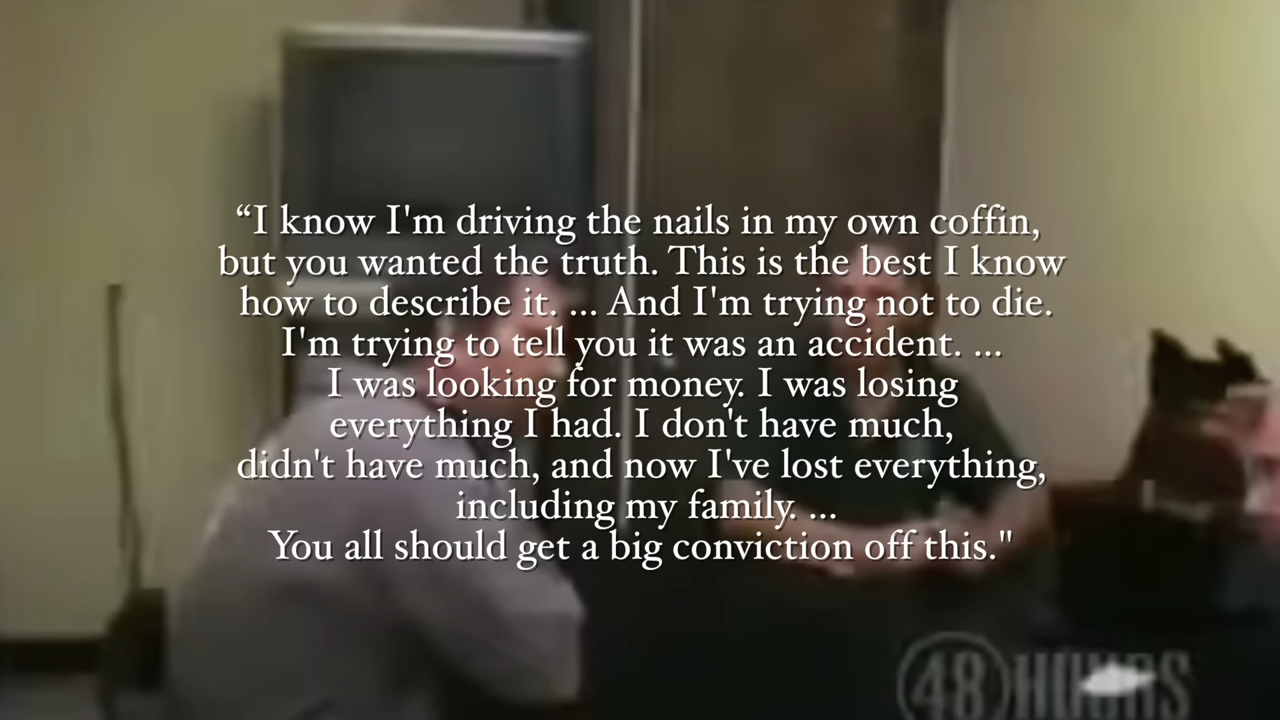 “I know I'm driving the nails in my own coffin,
but you wanted the truth. This is the best I know
how to describe it. ... And I'm trying not to die.
I'm trying to tell you it was an accident. ...
I was looking for money. I was losing
everything I had. I don't have much,
didn't have much, and now I've lost everything,
including my family. ...
You all should get a big conviction off this."
48 HOURS